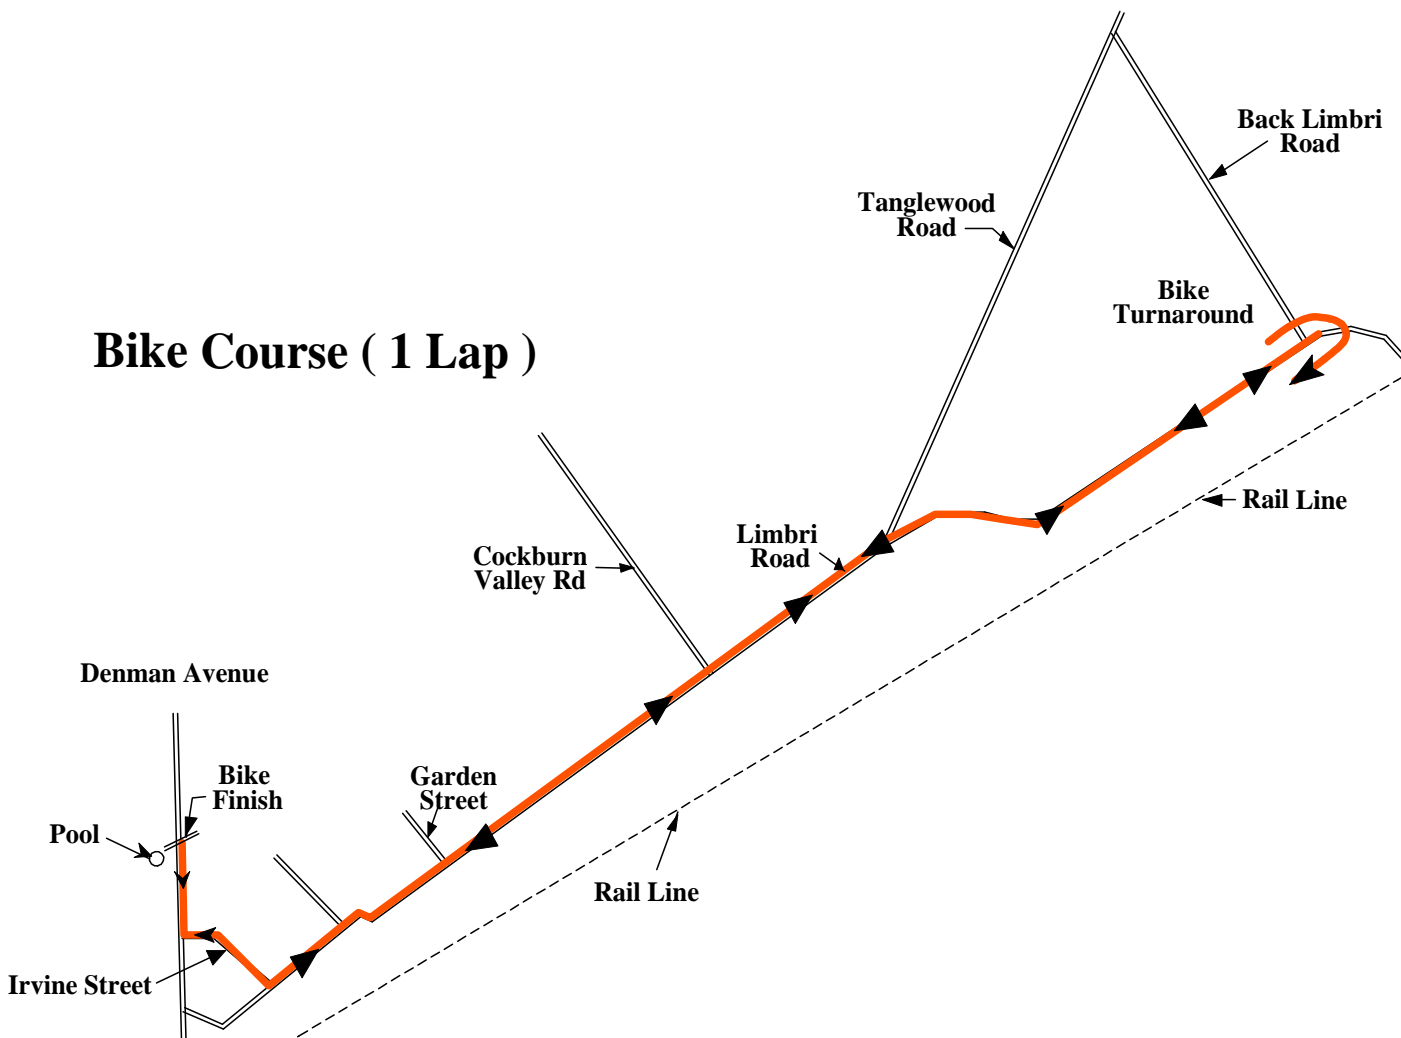 Back Limbri
Road
Tanglewood
Road
Bike
Turnaround
Bike Course ( 1 Lap )
Rail Line
Limbri
Road
Cockburn
Valley Rd
Denman Avenue
Bike
Finish
Garden
Street
Pool
Rail Line
Irvine Street